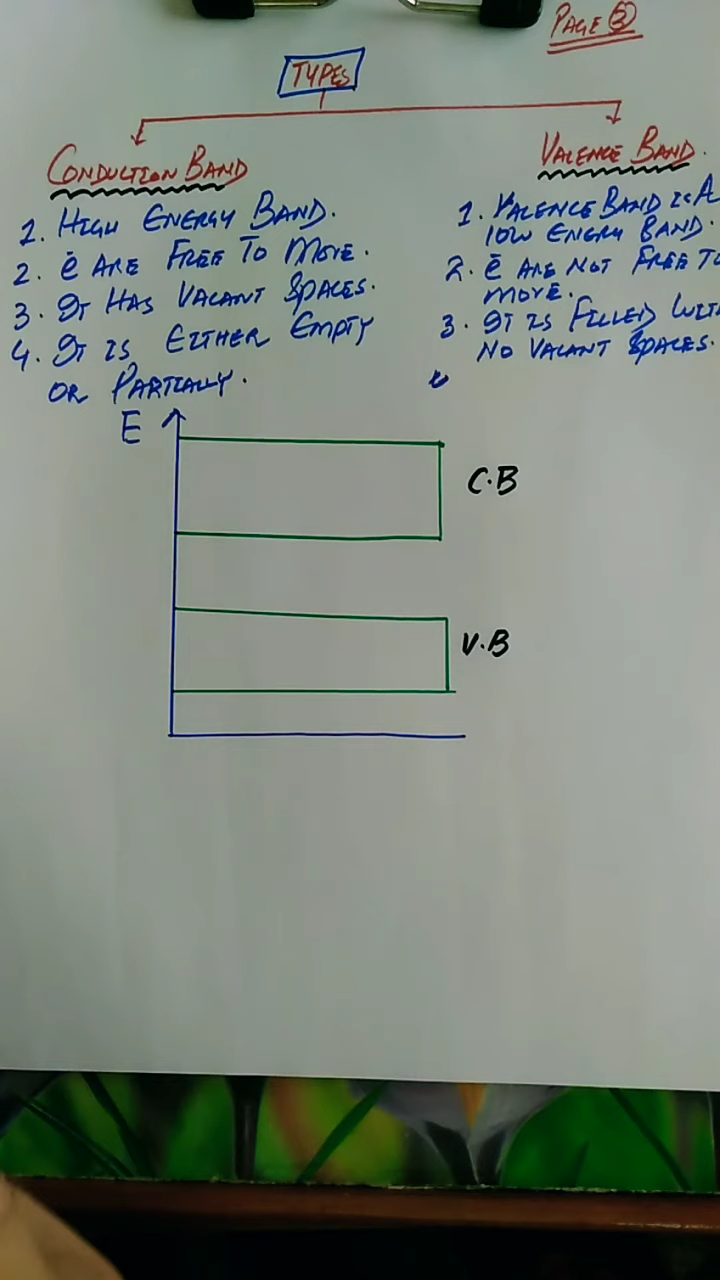 PAGE 3
TYPES
CONDUCTION BAND
1. HIGH ENERGY BAND.
2. ē ARE FREE TO MOVE.
3. IT HAS VACANT SPACES.
4. IT IS EITHER EMPTY
OR PARTIALLY.
VALENCE BAND.
1. VALENCE BAND IS A
LOW ENERGY BAND.
2. ē ARE NOT FREE TO
MOVE.
3. IT IS FILLED WITH
NO VACANT SPACES.
E
C.B
V.B